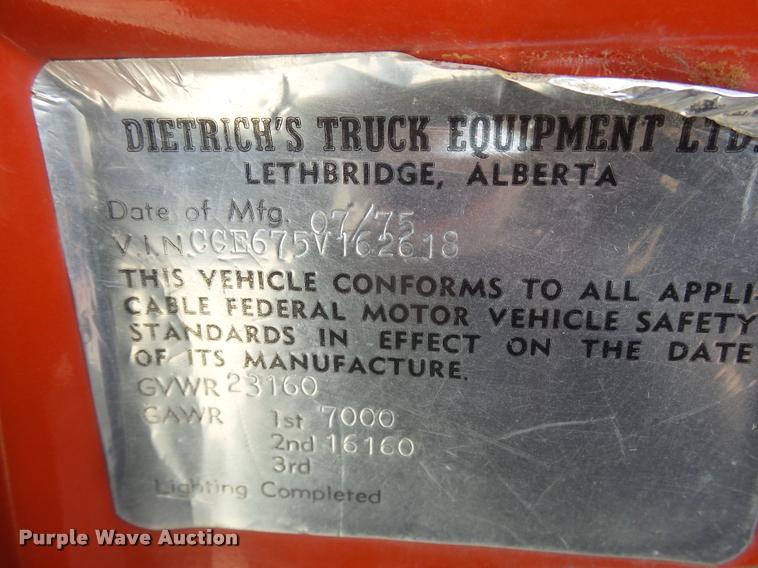 DIETRICH'S TRUCK EQUIPMENT LTD.
LETHBRIDGE, ALBERTA
Date of Mfg. 07/75
V.I.N CCE675V162618
THIS VEHICLE CONFORMS TO ALL APPLI-
CABLE FEDERAL MOTOR VEHICLE SAFETY
STANDARDS IN EFFECT ON THE DATE
OF ITS MANUFACTURE.
GVWR 23160
GAWR 1st 7000
2nd 16160
3rd
Lighting Completed
Purple Wave Auction